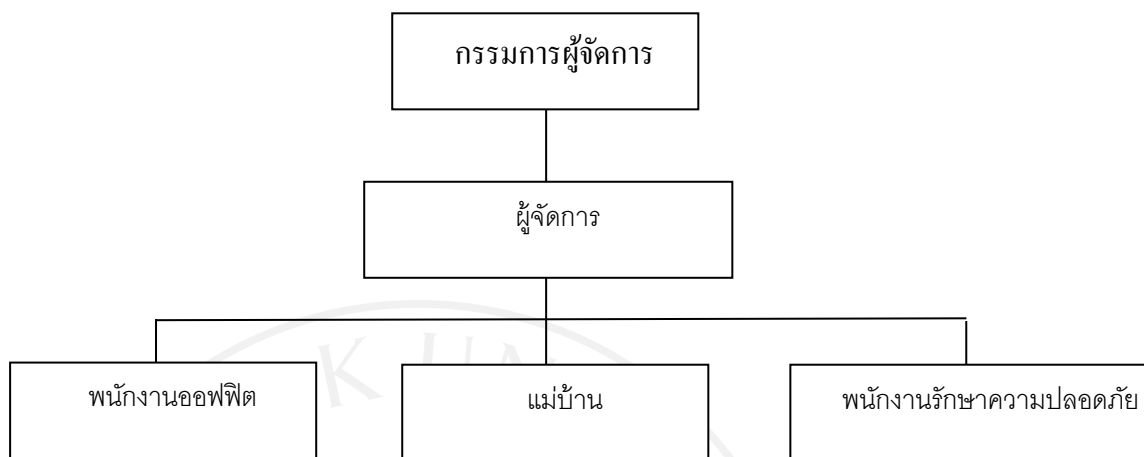 กรรมการผู้จัดการ
ผู้จัดการ
พนักงานออฟฟิต
แม่บ้าน
พนักงานรักษาความปลอดภัย